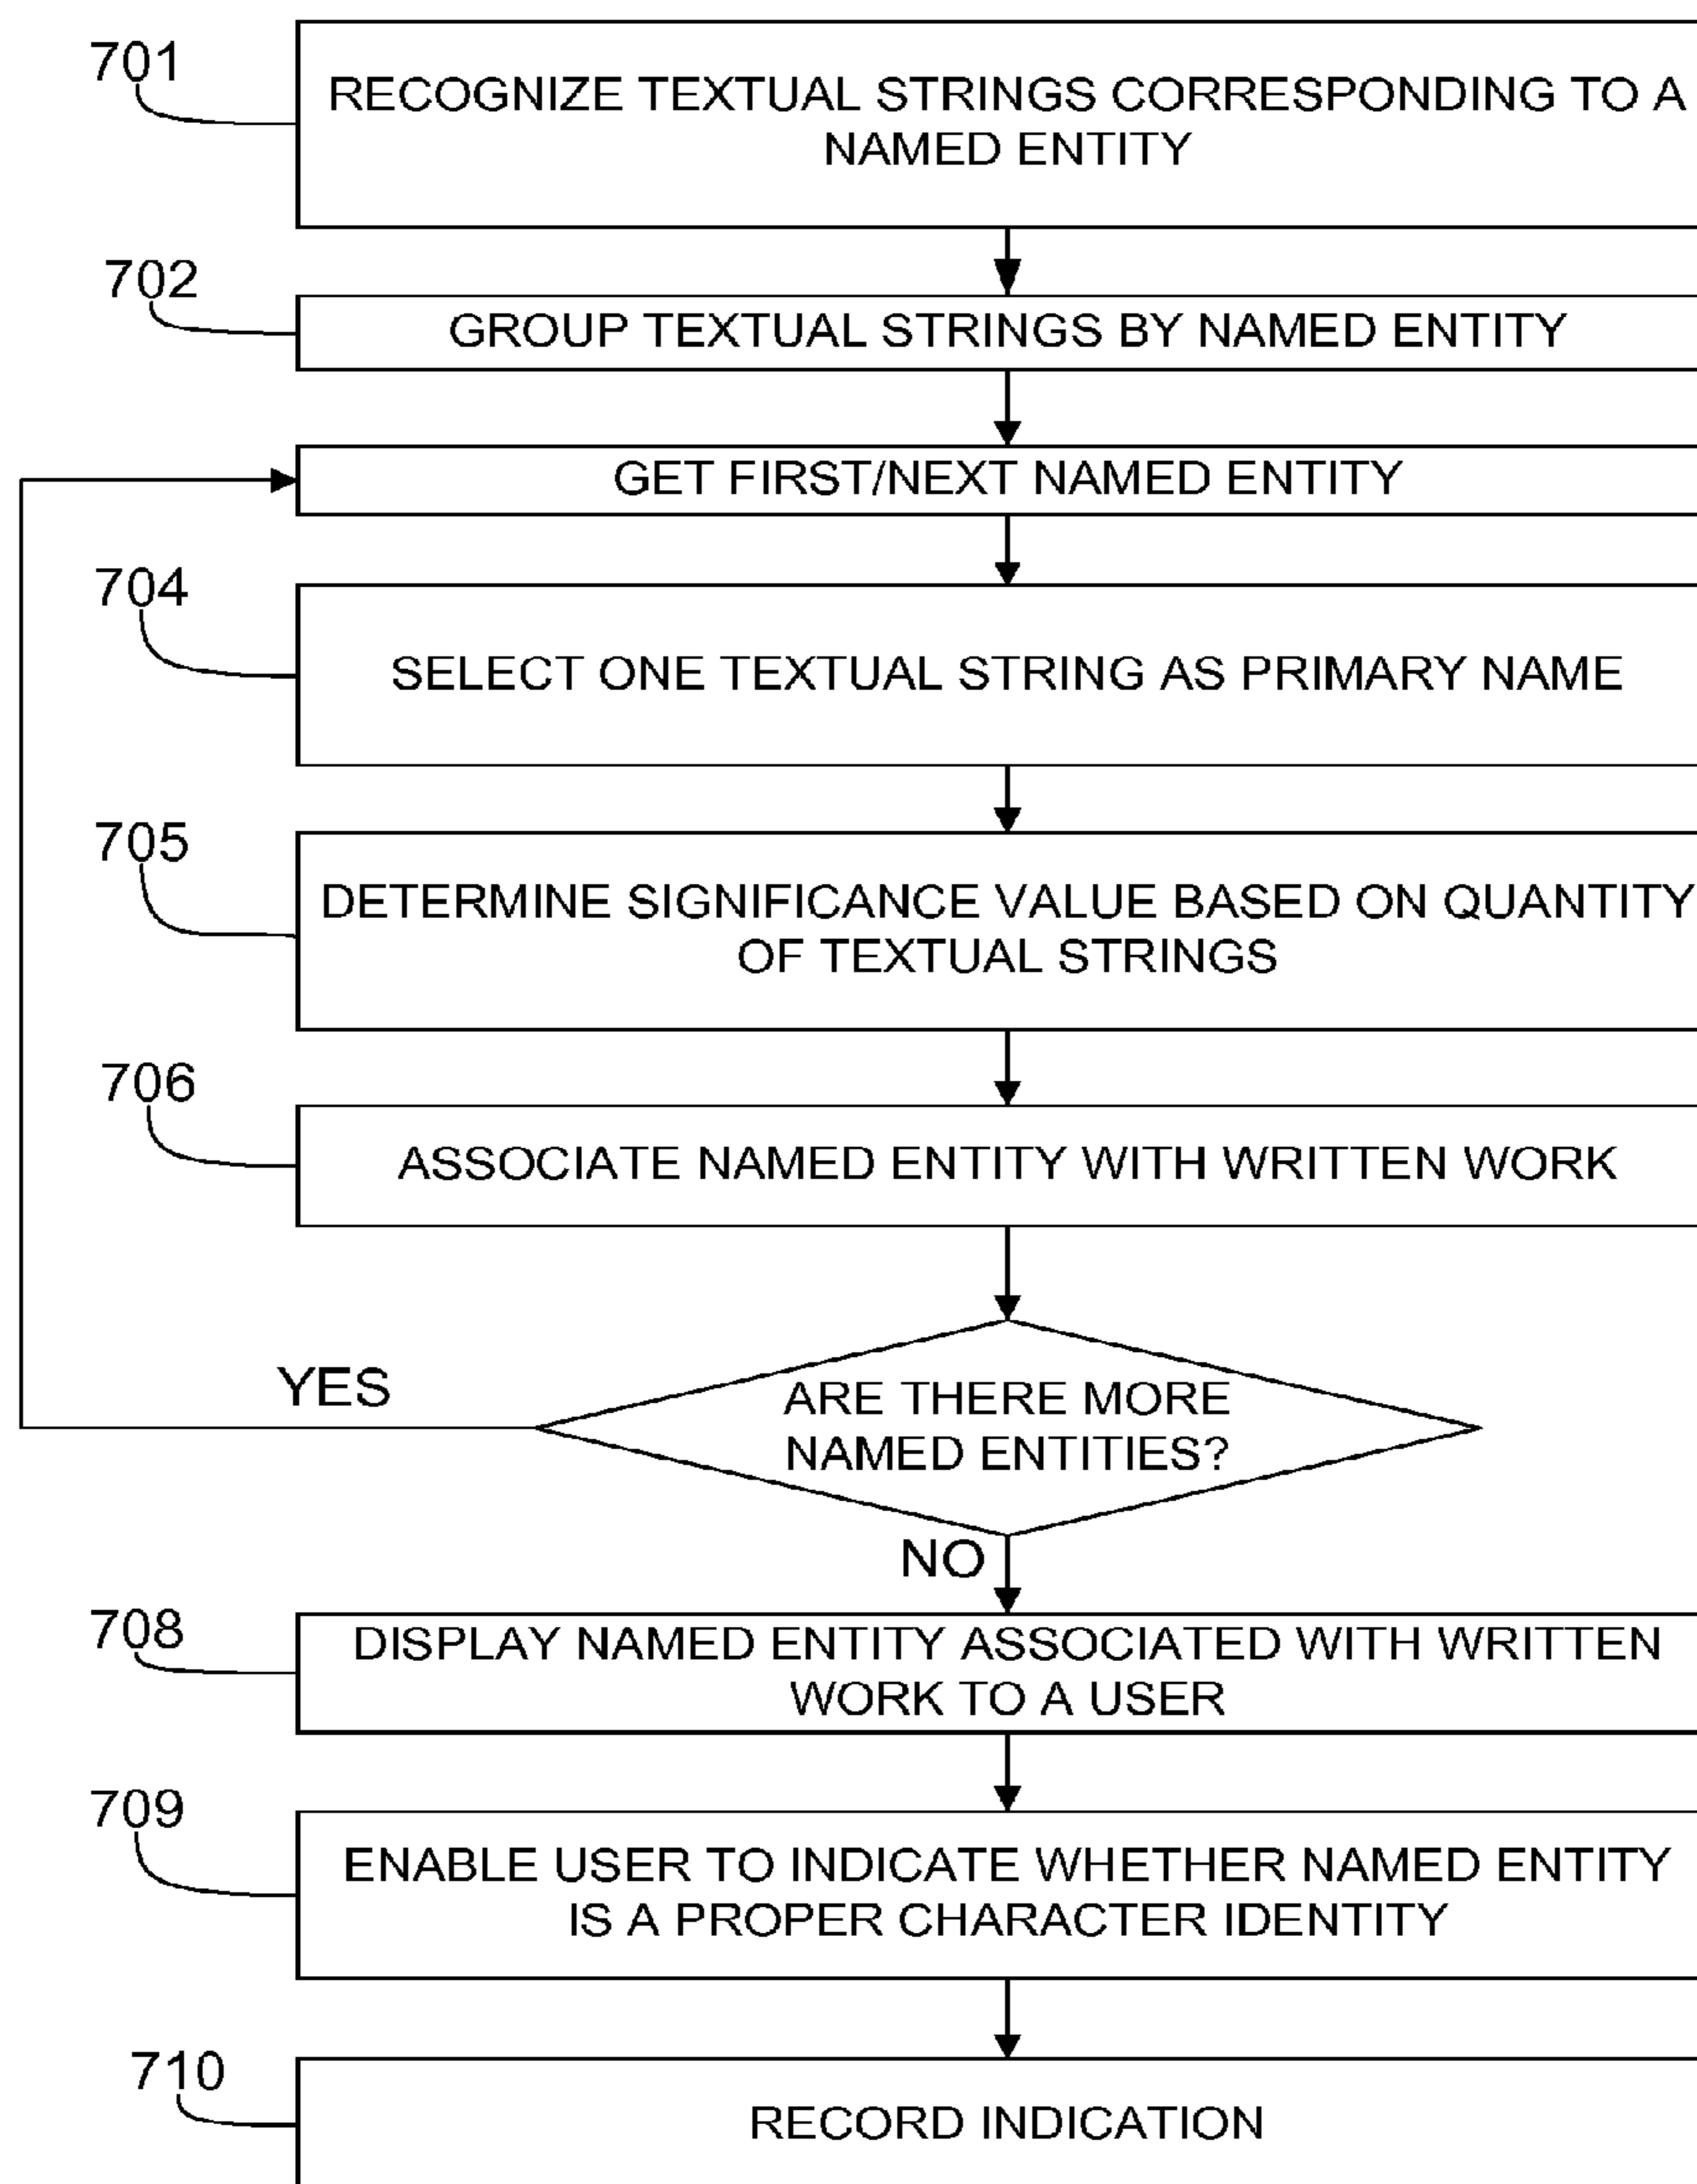 701
RECOGNIZE TEXTUAL STRINGS CORRESPONDING TO A
NAMED ENTITY
702
GROUP TEXTUAL STRINGS BY NAMED ENTITY
GET FIRST/NEXT NAMED ENTITY
704
SELECT ONE TEXTUAL STRING AS PRIMARY NAME
705
DETERMINE SIGNIFICANCE VALUE BASED ON QUANTITY
OF TEXTUAL STRINGS
706
ASSOCIATE NAMED ENTITY WITH WRITTEN WORK
YES
ARE THERE MORE
NAMED ENTITIES?
NO
708
DISPLAY NAMED ENTITY ASSOCIATED WITH WRITTEN
WORK TO A USER
709
ENABLE USER TO INDICATE WHETHER NAMED ENTITY
IS A PROPER CHARACTER IDENTITY
710
RECORD INDICATION